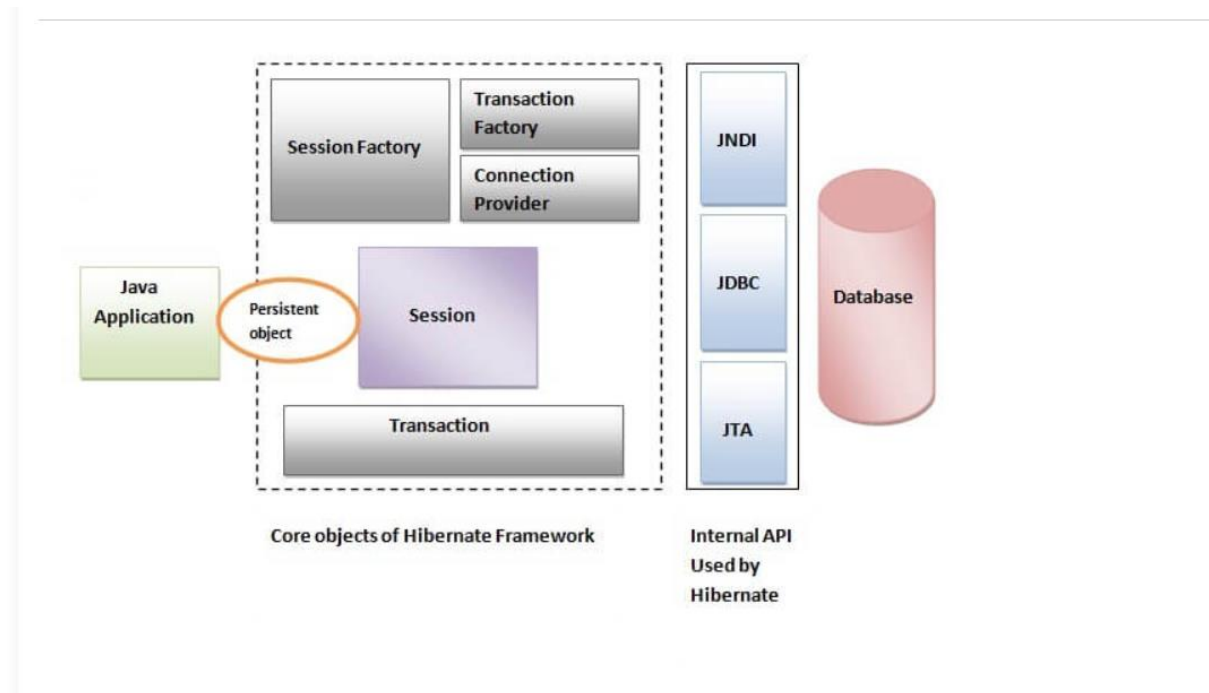 Session Factory
Transaction
Factory
Connection
Provider
Java
Application
Persistent
object
Session
Transaction
JNDI
JDBC
JTA
Database
Core objects of Hibernate Framework
Internal API
Used by
Hibernate